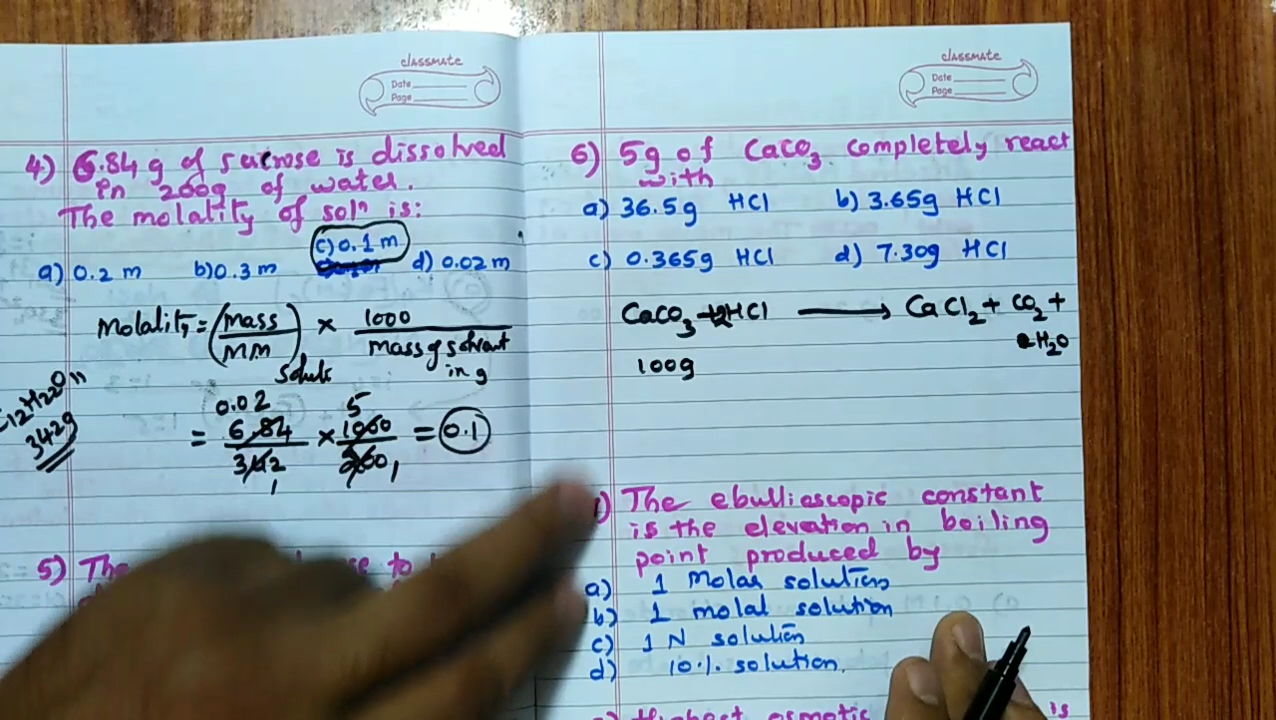 classmate
Date
Page
4) 6.84 g of sucrose is dissolved
in 200g of water.
The molality of solⁿ is:
a) 0.2 m b) 0.3 m c) 0.1 m d) 0.02 m
Molality = (mass / MM) solute × 1000 / mass of solvent in g
C12H22O11
342g
0.02 5
= 6.84 / 342 × 1000 / 200 = 0.1
1 1
5) The
classmate
Date
Page
6) 5g of CaCO3 completely react
with
a) 36.5g HCl b) 3.65g HCl
c) 0.365g HCl d) 7.30g HCl
CaCO3 + 2HCl ⟶ CaCl2 + CO2 +
H2O
100g
The ebullioscopic constant
is the elevation in boiling
point produced by
a) 1 Molar solution
b) 1 molal solution
c) 1 N solution
d) 10% solution.
Highest osmotic is